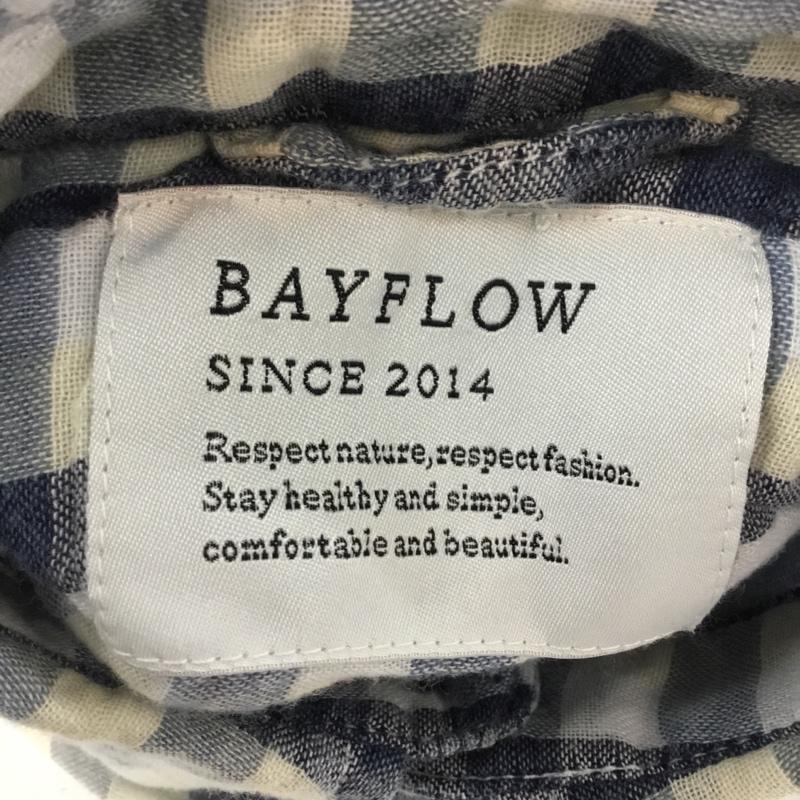 BAYFLOW
SINCE 2014
Respect nature, respect fashion.
Stay healthy and simple,
comfortable and beautiful.